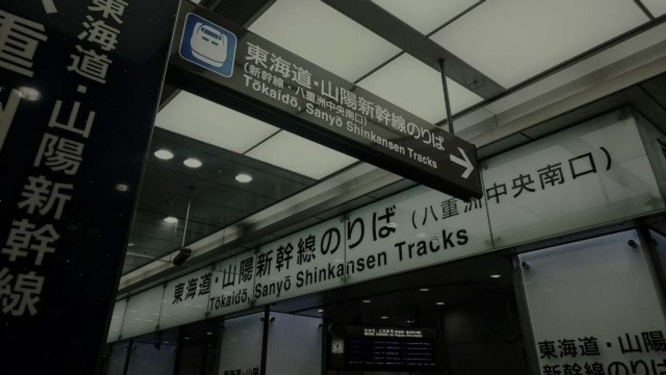 東海道・山陽新幹線
八重
東海道・山陽新幹線のりば
(新幹線・八重洲中央南口)
Tōkaidō, Sanyō Shinkansen Tracks
東海道・山陽新幹線のりば (八重洲中央南口)
Tōkaidō, Sanyō Shinkansen Tracks
東海道・山陽
新幹線のりば